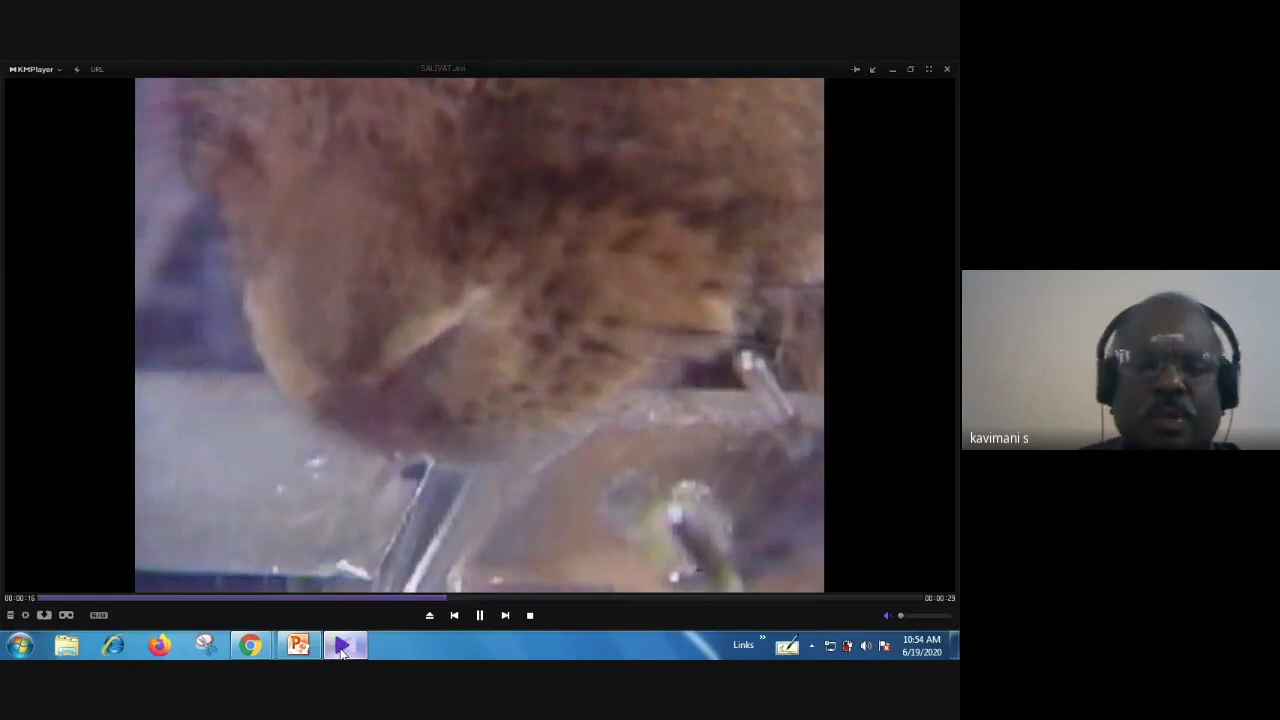 KMPlayer URL SALIVAT.avi
kavimani s
00:00:16 00:00:29
Links
10:54 AM
6/19/2020